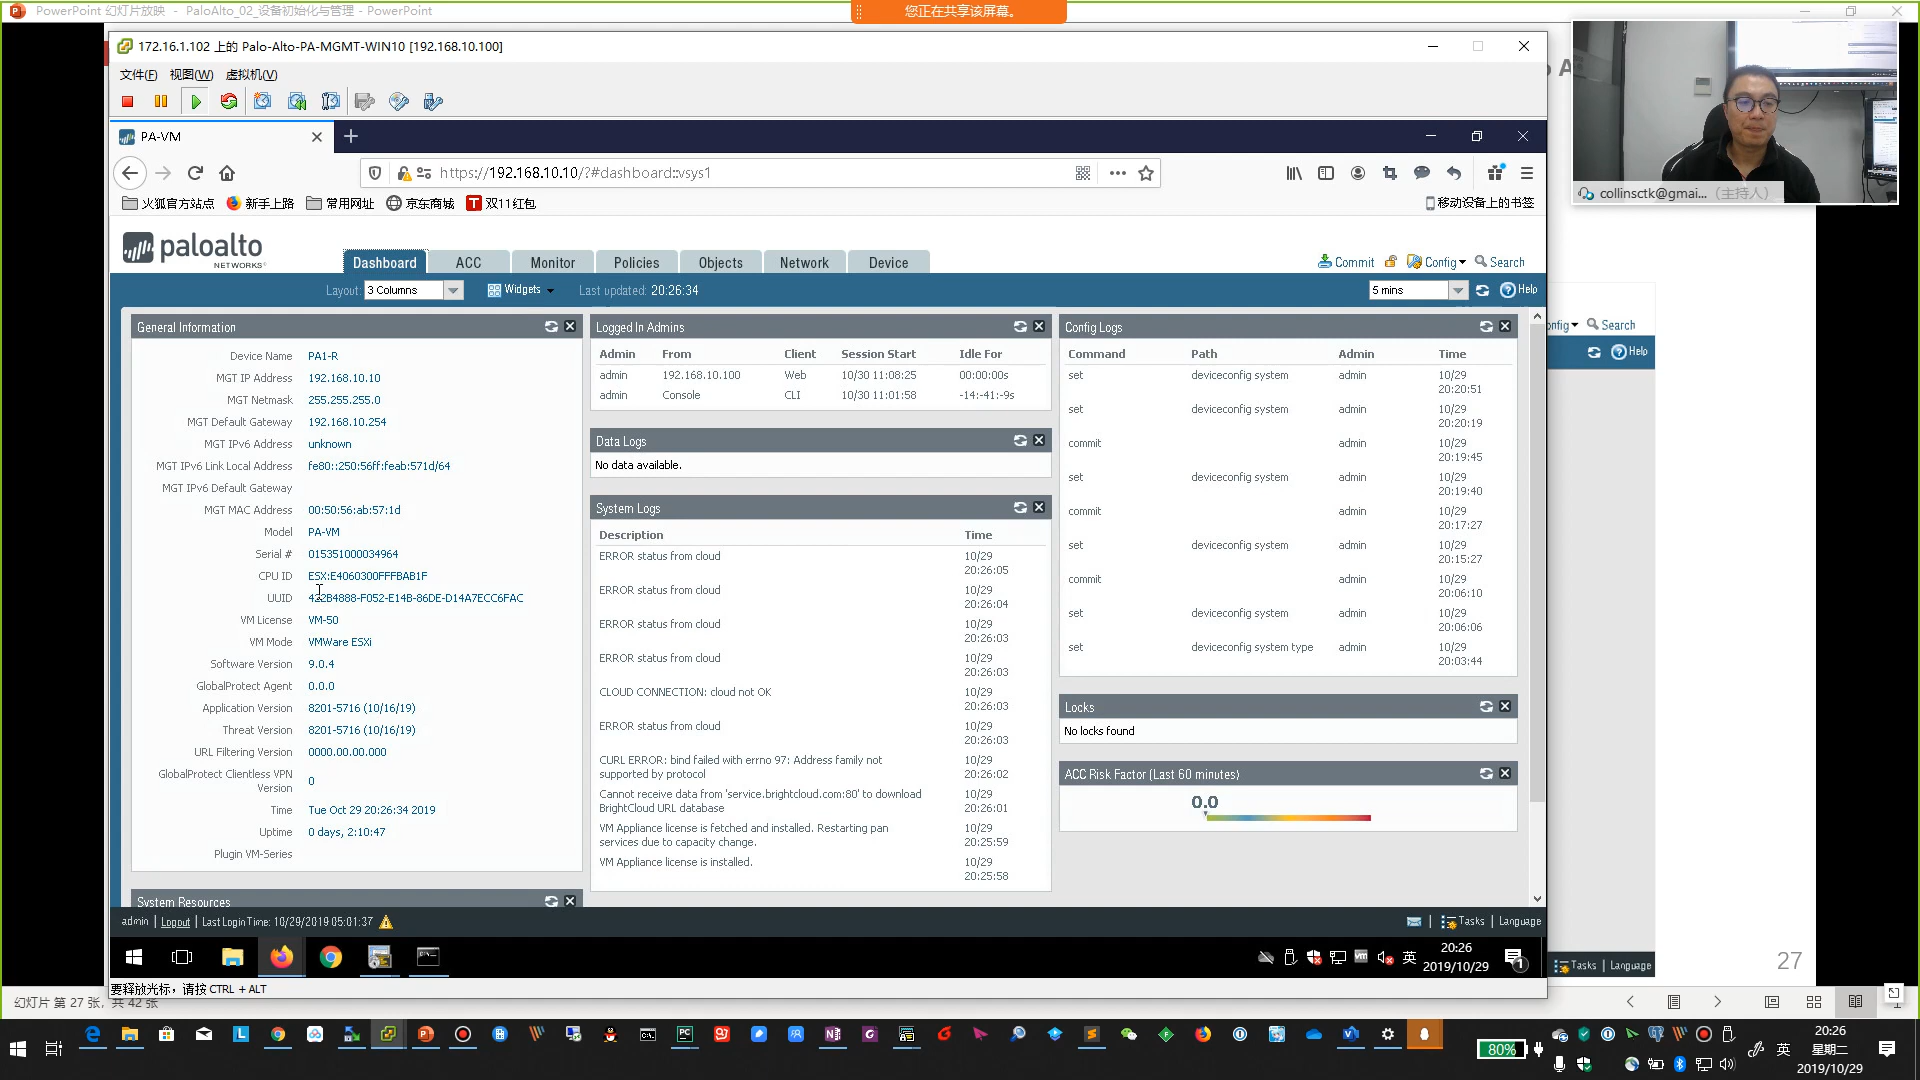 PowerPoint 幻灯片放映 - PaloAlto_02_设备初始化与管理 - PowerPoint
您正在共享该屏幕。
172.16.1.102 上的 Palo-Alto-PA-MGMT-WIN10 [192.168.10.100]
文件(F) 视图(W) 虚拟机(V)
collinsctk@gmai... （主持人）
PA-VM
https://192.168.10.10/?#dashboard::vsys1
火狐官方站点 新手上路 常用网址 京东商城 双11红包 移动设备上的书签
paloalto
NETWORKS
Dashboard ACC Monitor Policies Objects Network Device Commit Config Search
Layout: 3 Columns Widgets Last updated: 20:26:34 5 mins Help
Search
Help
General Information
Device Name PA1-R
MGT IP Address 192.168.10.10
MGT Netmask 255.255.255.0
MGT Default Gateway 192.168.10.254
MGT IPv6 Address unknown
MGT IPv6 Link Local Address fe80::250:56ff:feab:571d/64
MGT IPv6 Default Gateway
MGT MAC Address 00:50:56:ab:57:1d
Model PA-VM
Serial # 015351000034964
CPU ID ESX:E4060300FFFBAB1F
UUID 422B4888-F052-E14B-86DE-D14A7ECC6FAC
VM License VM-50
VM Mode VMWare ESXi
Software Version 9.0.4
GlobalProtect Agent 0.0.0
Application Version 8201-5716 (10/16/19)
Threat Version 8201-5716 (10/16/19)
URL Filtering Version 0000.00.00.000
GlobalProtect Clientless VPN
Version 0
Time Tue Oct 29 20:26:34 2019
Uptime 0 days, 2:10:47
Plugin VM-Series
System Resources
Logged In Admins
Admin From Client Session Start Idle For
admin 192.168.10.100 Web 10/30 11:08:25 00:00:00s
admin Console CLI 10/30 11:01:58 -14:-41:-9s
Data Logs
No data available.
System Logs
Description Time
ERROR status from cloud 10/29
20:26:05
ERROR status from cloud 10/29
20:26:04
ERROR status from cloud 10/29
20:26:03
ERROR status from cloud 10/29
20:26:03
CLOUD CONNECTION: cloud not OK 10/29
20:26:03
ERROR status from cloud 10/29
20:26:03
CURL ERROR: bind failed with errno 97: Address family not 10/29
supported by protocol 20:26:02
Cannot receive data from 'service.brightcloud.com:80' to download 10/29
BrightCloud URL database 20:26:01
VM Appliance license is fetched and installed. Restarting pan 10/29
services due to capacity change. 20:25:59
VM Appliance license is installed. 10/29
20:25:58
Config Logs
Command Path Admin Time
set deviceconfig system admin 10/29
20:20:51
set deviceconfig system admin 10/29
20:20:19
commit admin 10/29
20:19:45
set deviceconfig system admin 10/29
20:19:40
commit admin 10/29
20:17:27
set deviceconfig system admin 10/29
20:15:27
commit admin 10/29
20:06:10
set deviceconfig system admin 10/29
20:06:06
set deviceconfig system type admin 10/29
20:03:44
Locks
No locks found
ACC Risk Factor (Last 60 minutes)
0.0
admin | Logout | Last Login Time: 10/29/2019 05:01:37 Tasks | Language
英 20:26
2019/10/29
Tasks | Language
27
要释放光标，请按 CTRL + ALT
幻灯片 第 27 张，共 42 张
80% 英 20:26
星期二
2019/10/29